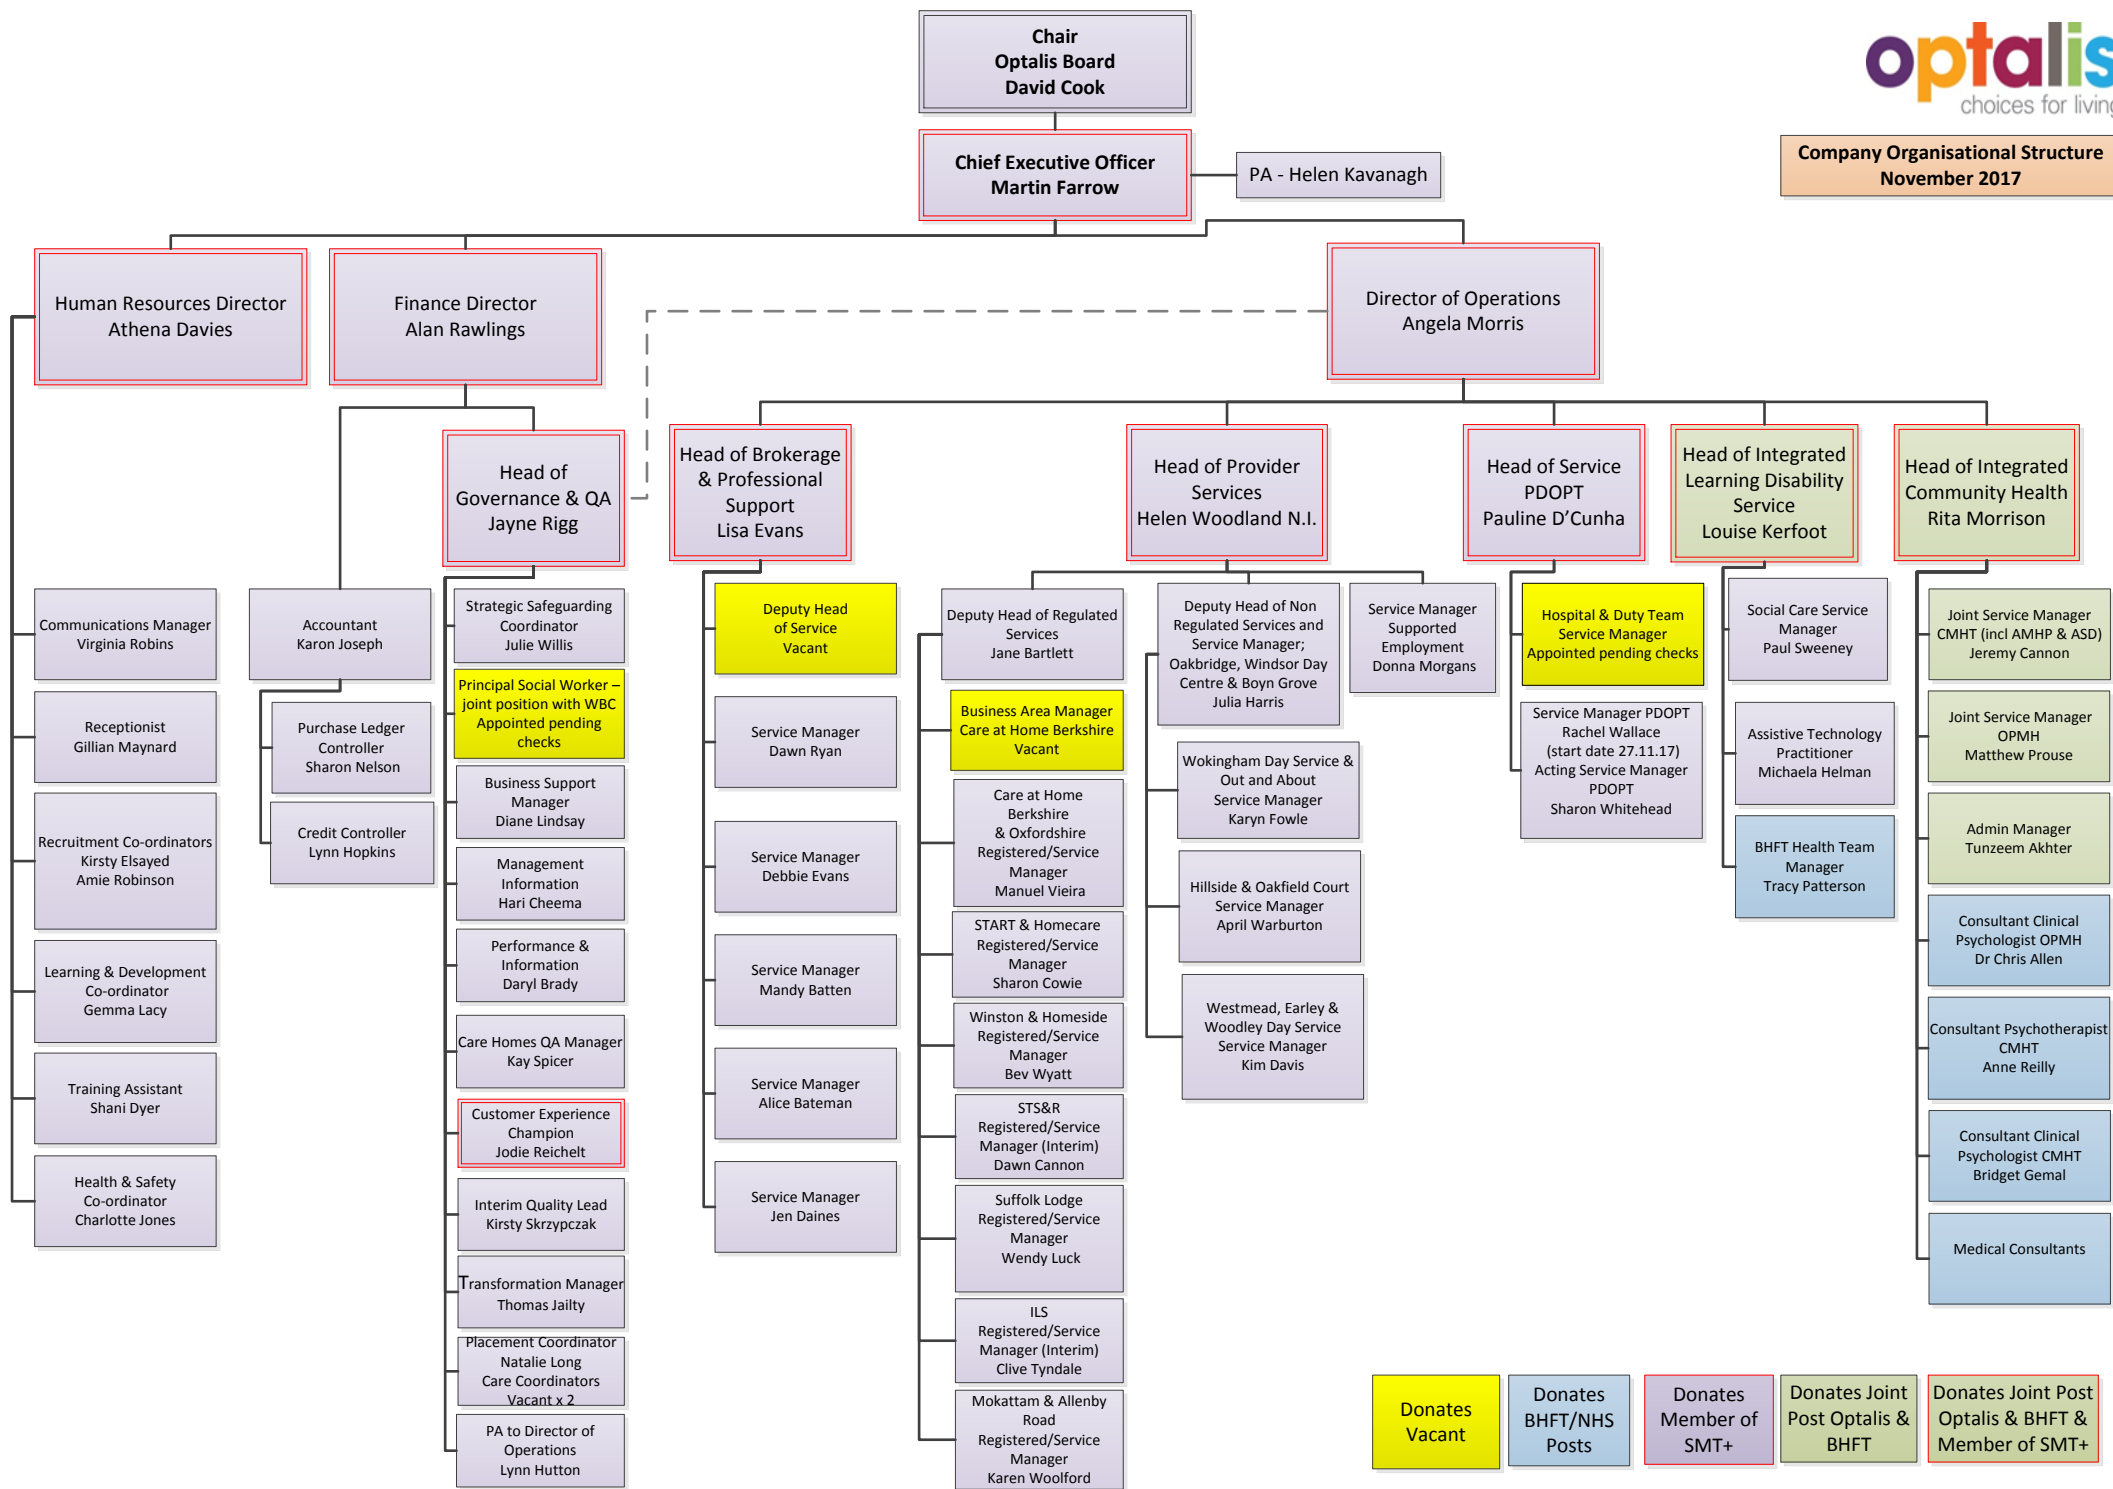 Chair
Optalis Board
David Cook
optalis
choices for living
Chief Executive Officer
Martin Farrow
PA - Helen Kavanagh
Company Organisational Structure
November 2017
Human Resources Director
Athena Davies
Finance Director
Alan Rawlings
Director of Operations
Angela Morris
Head of
Governance & QA
Jayne Rigg
Head of Brokerage
& Professional
Support
Lisa Evans
Head of Provider
Services
Helen Woodland N.I.
Head of Service
PDOPT
Pauline D’Cunha
Head of Integrated
Learning Disability
Service
Louise Kerfoot
Head of Integrated
Community Health
Rita Morrison
Communications Manager
Virginia Robins
Receptionist
Gillian Maynard
Recruitment Co-ordinators
Kirsty Elsayed
Amie Robinson
Learning & Development
Co-ordinator
Gemma Lacy
Training Assistant
Shani Dyer
Health & Safety
Co-ordinator
Charlotte Jones
Accountant
Karon Joseph
Purchase Ledger
Controller
Sharon Nelson
Credit Controller
Lynn Hopkins
Strategic Safeguarding
Coordinator
Julie Willis
Principal Social Worker –
joint position with WBC
Appointed pending
checks
Business Support
Manager
Diane Lindsay
Management
Information
Hari Cheema
Performance &
Information
Daryl Brady
Care Homes QA Manager
Kay Spicer
Customer Experience
Champion
Jodie Reichelt
Interim Quality Lead
Kirsty Skrzypczak
Transformation Manager
Thomas Jailty
Placement Coordinator
Natalie Long
Care Coordinators
Vacant x 2
PA to Director of
Operations
Lynn Hutton
Deputy Head
of Service
Vacant
Service Manager
Dawn Ryan
Service Manager
Debbie Evans
Service Manager
Mandy Batten
Service Manager
Alice Bateman
Service Manager
Jen Daines
Deputy Head of Regulated
Services
Jane Bartlett
Business Area Manager
Care at Home Berkshire
Vacant
Care at Home
Berkshire
& Oxfordshire
Registered/Service
Manager
Manuel Vieira
START & Homecare
Registered/Service
Manager
Sharon Cowie
Winston & Homeside
Registered/Service
Manager
Bev Wyatt
STS&R
Registered/Service
Manager (Interim)
Dawn Cannon
Suffolk Lodge
Registered/Service
Manager
Wendy Luck
ILS
Registered/Service
Manager (Interim)
Clive Tyndale
Mokattam & Allenby
Road
Registered/Service
Manager
Karen Woolford
Deputy Head of Non
Regulated Services and
Service Manager;
Oakbridge, Windsor Day
Centre & Boyn Grove
Julia Harris
Wokingham Day Service &
Out and About
Service Manager
Karyn Fowle
Hillside & Oakfield Court
Service Manager
April Warburton
Westmead, Earley &
Woodley Day Service
Service Manager
Kim Davis
Service Manager
Supported
Employment
Donna Morgans
Hospital & Duty Team
Service Manager
Appointed pending checks
Service Manager PDOPT
Rachel Wallace
(start date 27.11.17)
Acting Service Manager
PDOPT
Sharon Whitehead
Social Care Service
Manager
Paul Sweeney
Assistive Technology
Practitioner
Michaela Helman
BHFT Health Team
Manager
Tracy Patterson
Joint Service Manager
CMHT (incl AMHP & ASD)
Jeremy Cannon
Joint Service Manager
OPMH
Matthew Prouse
Admin Manager
Tunzeem Akhter
Consultant Clinical
Psychologist OPMH
Dr Chris Allen
Consultant Psychotherapist
CMHT
Anne Reilly
Consultant Clinical
Psychologist CMHT
Bridget Gemal
Medical Consultants
Donates
Vacant
Donates
BHFT/NHS
Posts
Donates
Member of
SMT+
Donates Joint
Post Optalis &
BHFT
Donates Joint Post
Optalis & BHFT &
Member of SMT+